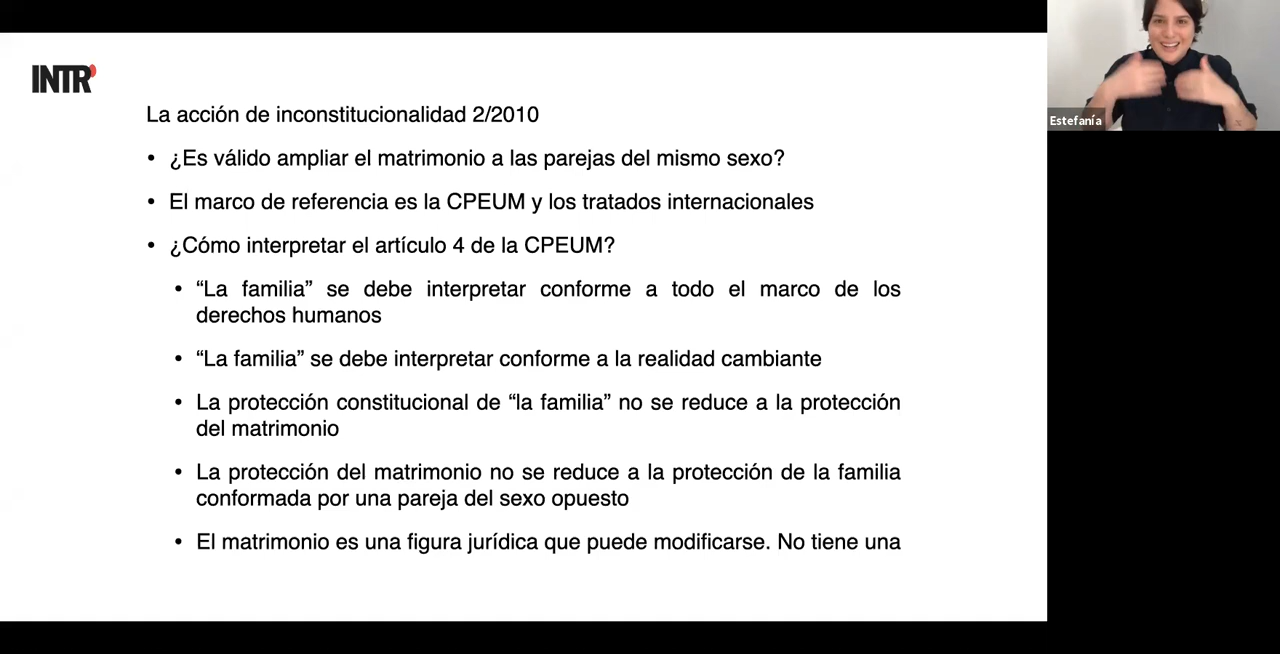 INTR'
La acción de inconstitucionalidad 2/2010
• ¿Es válido ampliar el matrimonio a las parejas del mismo sexo?
• El marco de referencia es la CPEUM y los tratados internacionales
• ¿Cómo interpretar el artículo 4 de la CPEUM?
• “La familia” se debe interpretar conforme a todo el marco de los
derechos humanos
• “La familia” se debe interpretar conforme a la realidad cambiante
• La protección constitucional de “la familia” no se reduce a la protección
del matrimonio
• La protección del matrimonio no se reduce a la protección de la familia
conformada por una pareja del sexo opuesto
• El matrimonio es una figura jurídica que puede modificarse. No tiene una
Estefanía